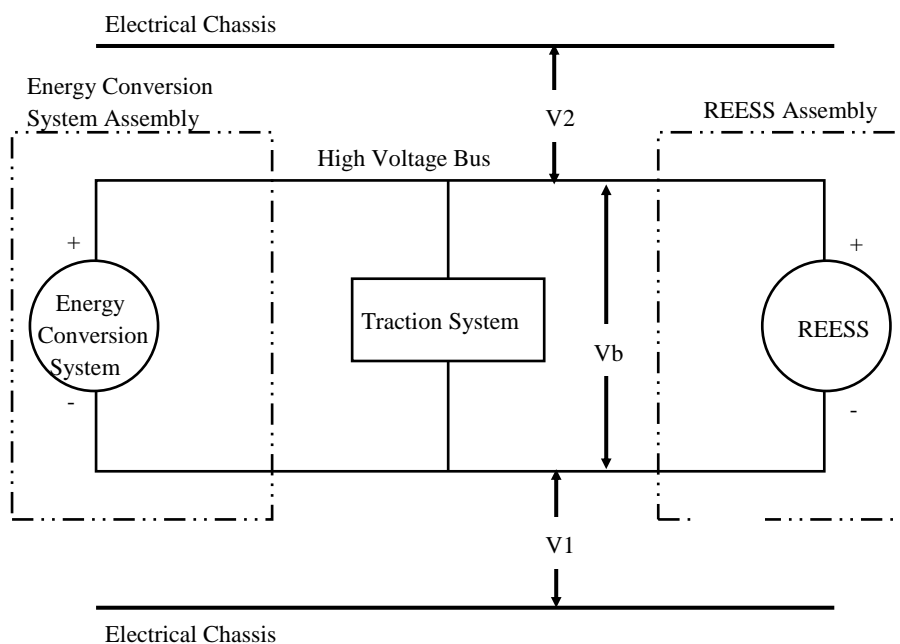 Electrical Chassis
Energy Conversion
System Assembly
V2
REESS Assembly
High Voltage Bus
+
+
Energy
Conversion
System
Traction System
REESS
Vb
-
-
V1
Electrical Chassis